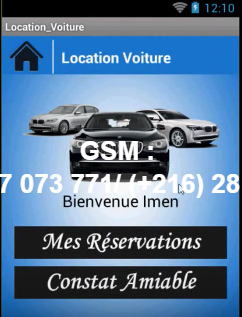 12:10
Location_Voiture
Location Voiture
GSM :
7 073 771/ (+216) 28
Bienvenue Imen
Mes Réservations
Constat Amiable